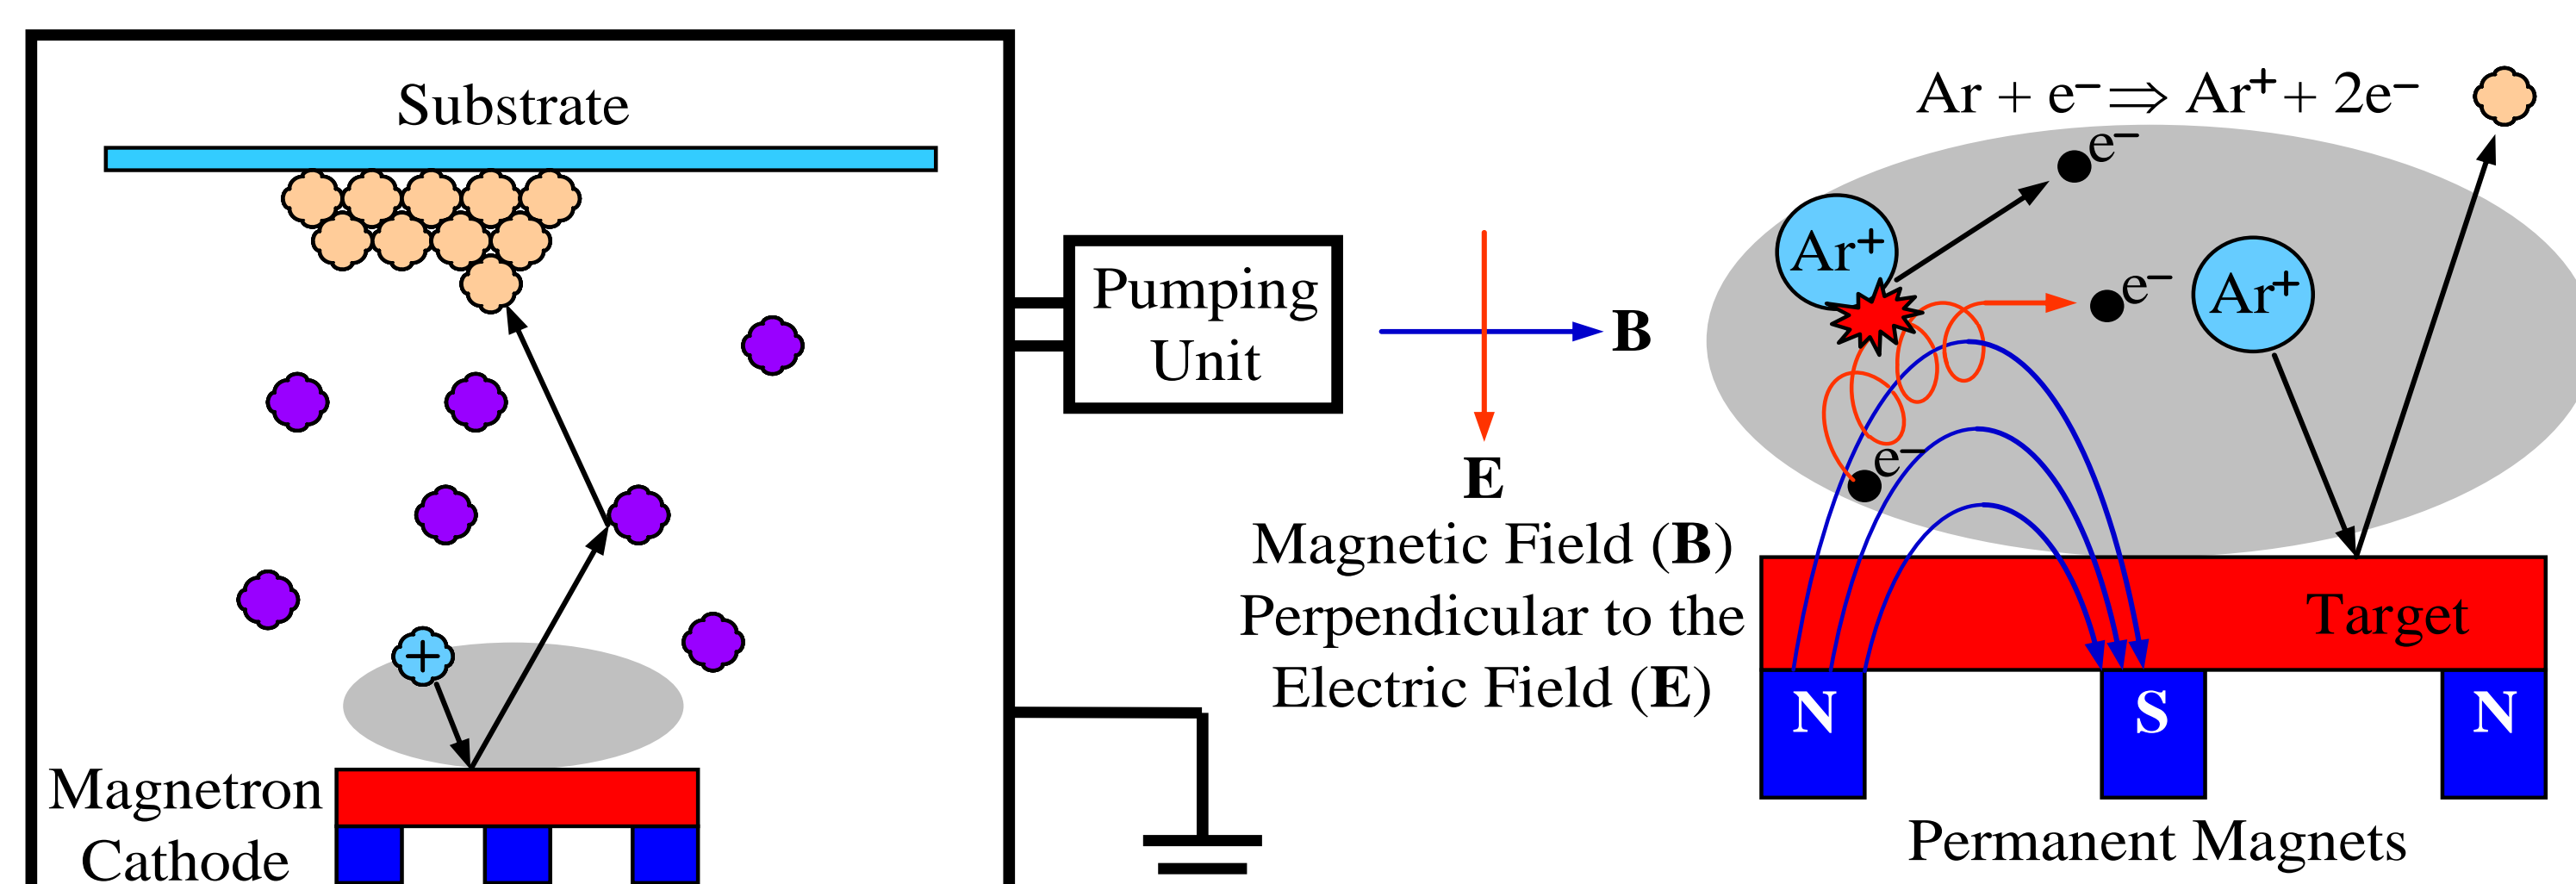 Substrate
Pumping
Unit
Magnetron
Cathode
+
B
E
Magnetic Field (B)
Perpendicular to the
Electric Field (E)
Ar + e⁻ ⇒ Ar⁺ + 2e⁻
e⁻
Ar⁺
e⁻
Ar⁺
e⁻
Target
N
S
N
Permanent Magnets